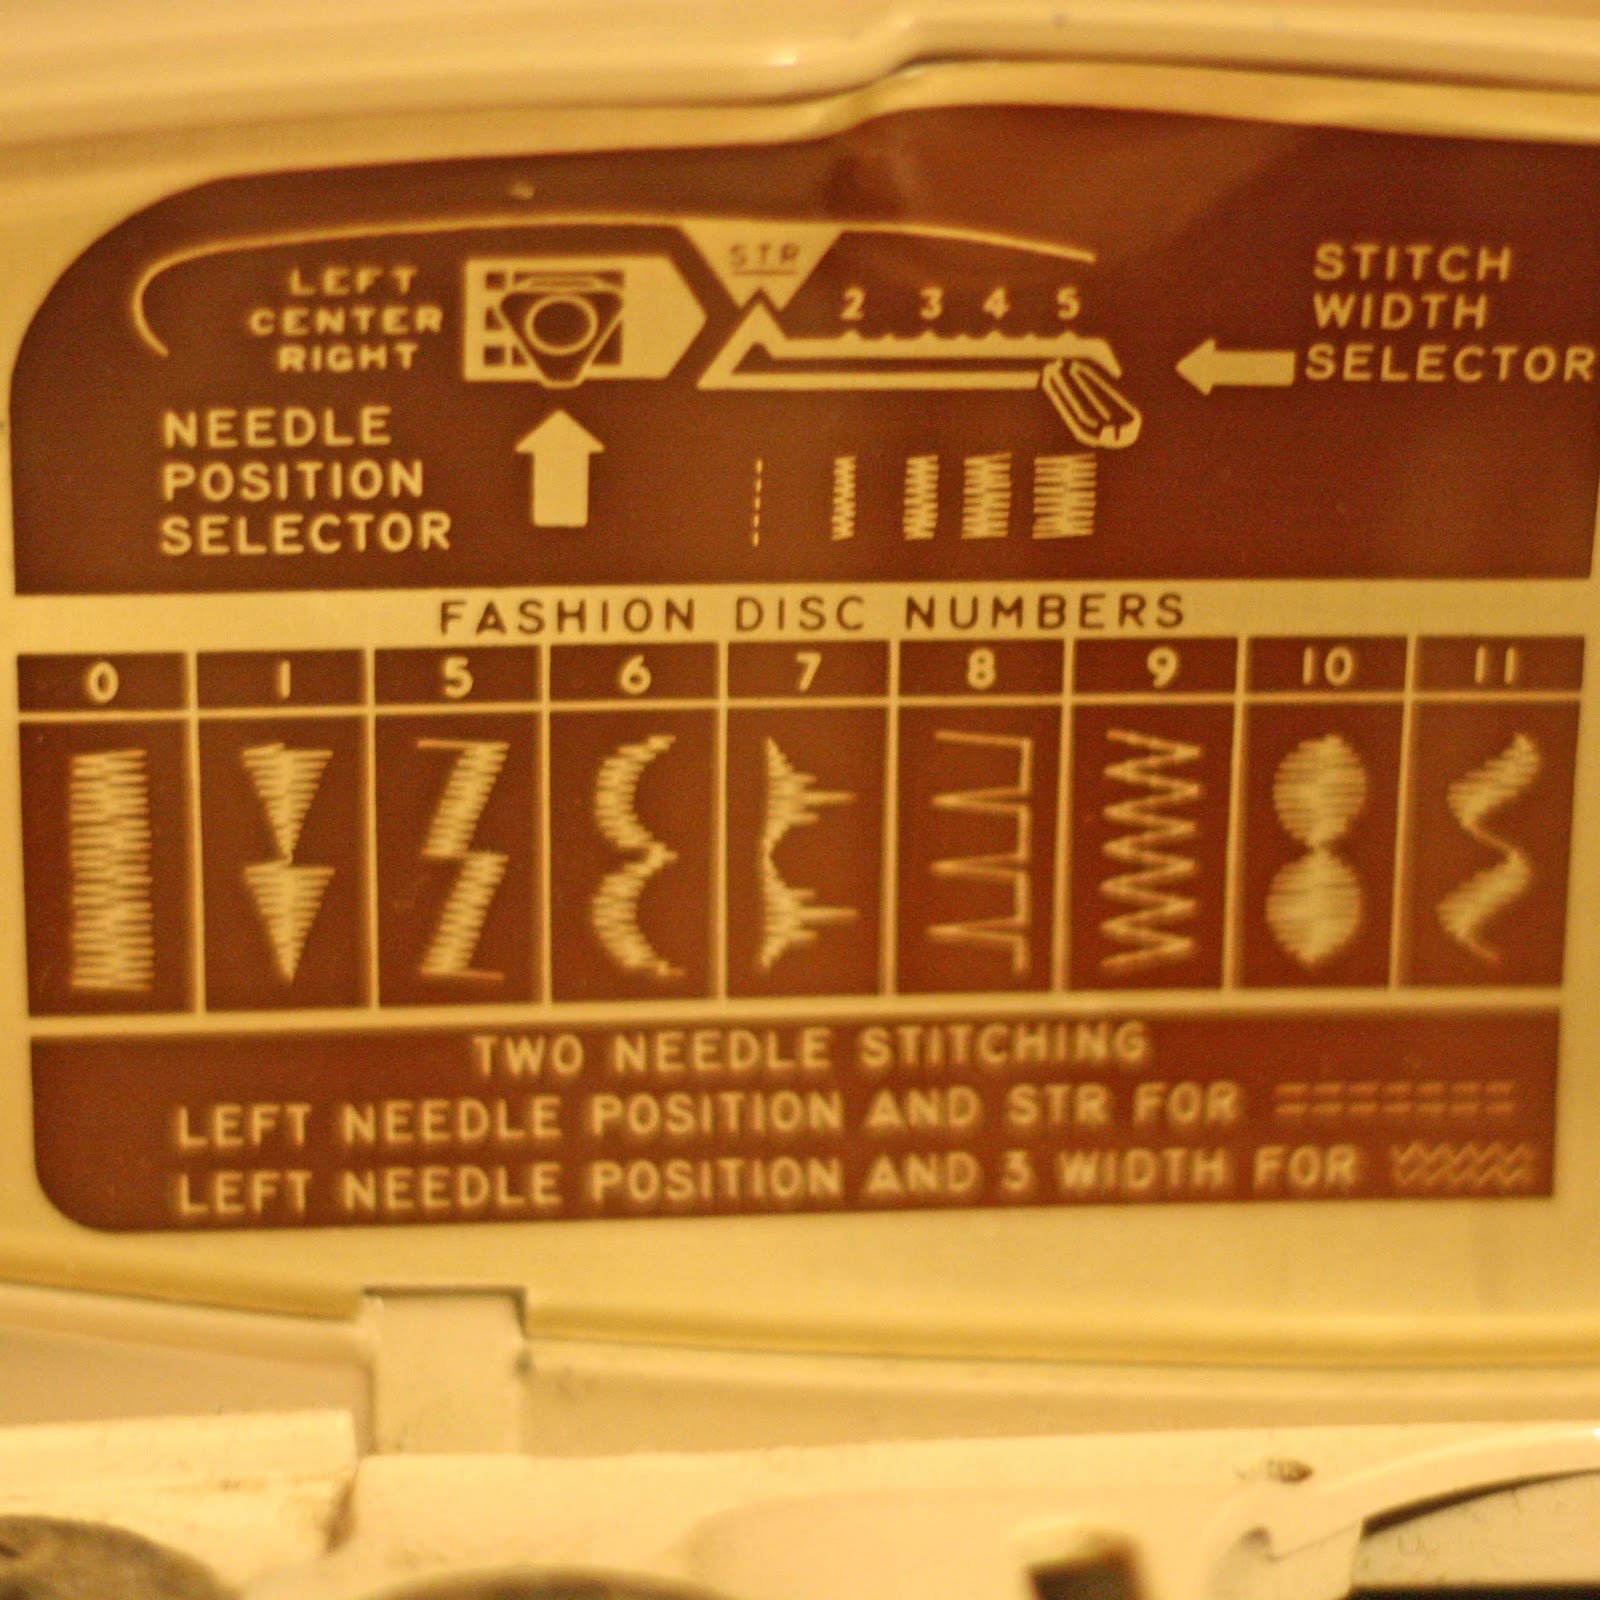 LEFT
CENTER
RIGHT
NEEDLE
POSITION
SELECTOR
STR
2 3 4 5
STITCH
WIDTH
SELECTOR
FASHION DISC NUMBERS
0 1 5 6 7 8 9 10 11
TWO NEEDLE STITCHING
LEFT NEEDLE POSITION AND STR FOR
LEFT NEEDLE POSITION AND 3 WIDTH FOR